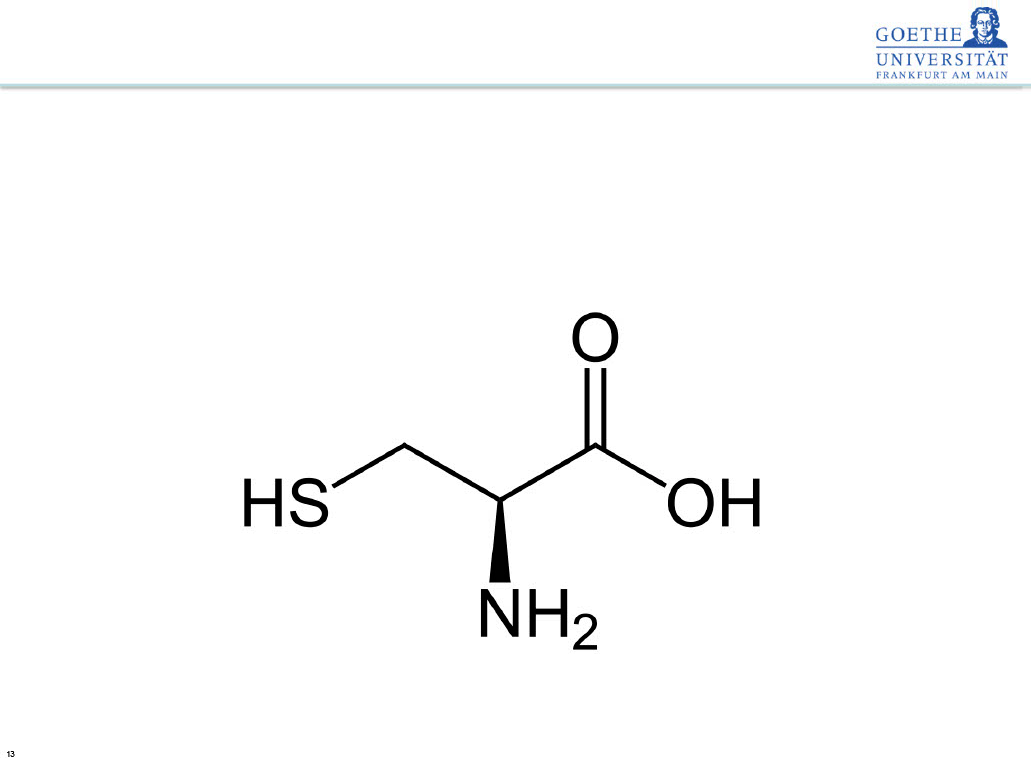 GOETHE
UNIVERSITÄT
FRANKFURT AM MAIN
O
HS
OH
NH₂
13